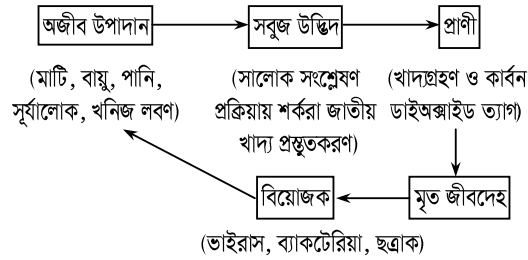 অজীব উপাদান সবুজ উদ্ভিদ প্রাণী
(মাটি, বায়ু, পানি, সূর্যালোক, খনিজ লবণ)
(সালোক সংশ্লেষণ প্রক্রিয়ায় শর্করা জাতীয় খাদ্য প্রস্তুতকরণ)
(খাদ্যগ্রহণ ও কার্বন ডাইঅক্সাইড ত্যাগ)
বিয়োজক মৃত জীবদেহ
(ভাইরাস, ব্যাকটেরিয়া, ছত্রাক)